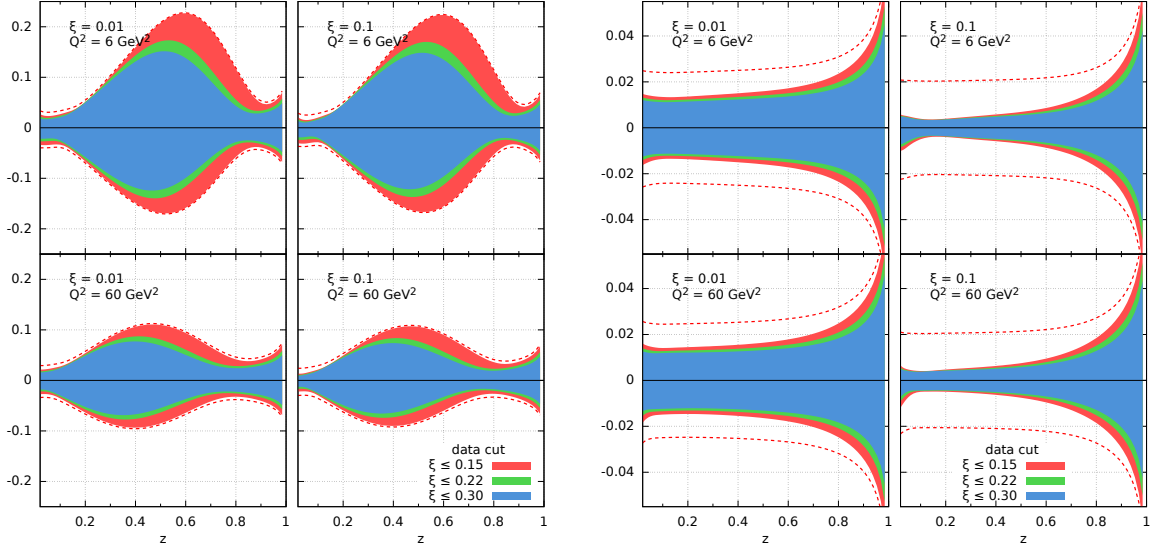 ξ = 0.01
Q² = 6 GeV²
ξ = 0.1
Q² = 6 GeV²
0.2
0.1
0
-0.1
-0.2
ξ = 0.01
Q² = 60 GeV²
ξ = 0.1
Q² = 60 GeV²
0.2
0.1
0
-0.1
-0.2
data cut
ξ ≤ 0.15
ξ ≤ 0.22
ξ ≤ 0.30
0.2 0.4 0.6 0.8 1
0.2 0.4 0.6 0.8 1
z
z
ξ = 0.01
Q² = 6 GeV²
ξ = 0.1
Q² = 6 GeV²
0.04
0.02
0
-0.02
-0.04
ξ = 0.01
Q² = 60 GeV²
ξ = 0.1
Q² = 60 GeV²
0.04
0.02
0
-0.02
-0.04
data cut
ξ ≤ 0.15
ξ ≤ 0.22
ξ ≤ 0.30
0.2 0.4 0.6 0.8 1
0.2 0.4 0.6 0.8 1
z
z